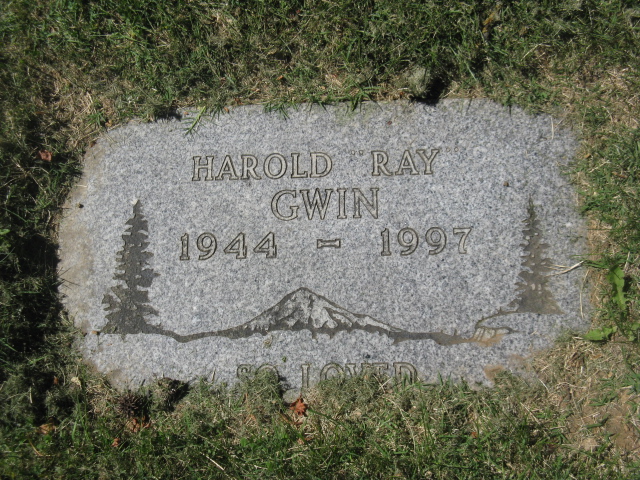 HAROLD "RAY
GWIN
1944 - 1997
SO LOVED